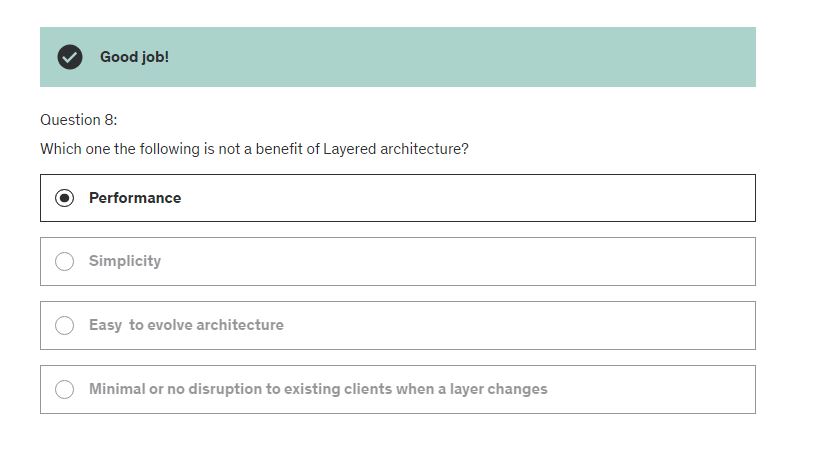 Good job!
Question 8:
Which one the following is not a benefit of Layered architecture?
Performance
Simplicity
Easy  to evolve architecture
Minimal or no disruption to existing clients when a layer changes